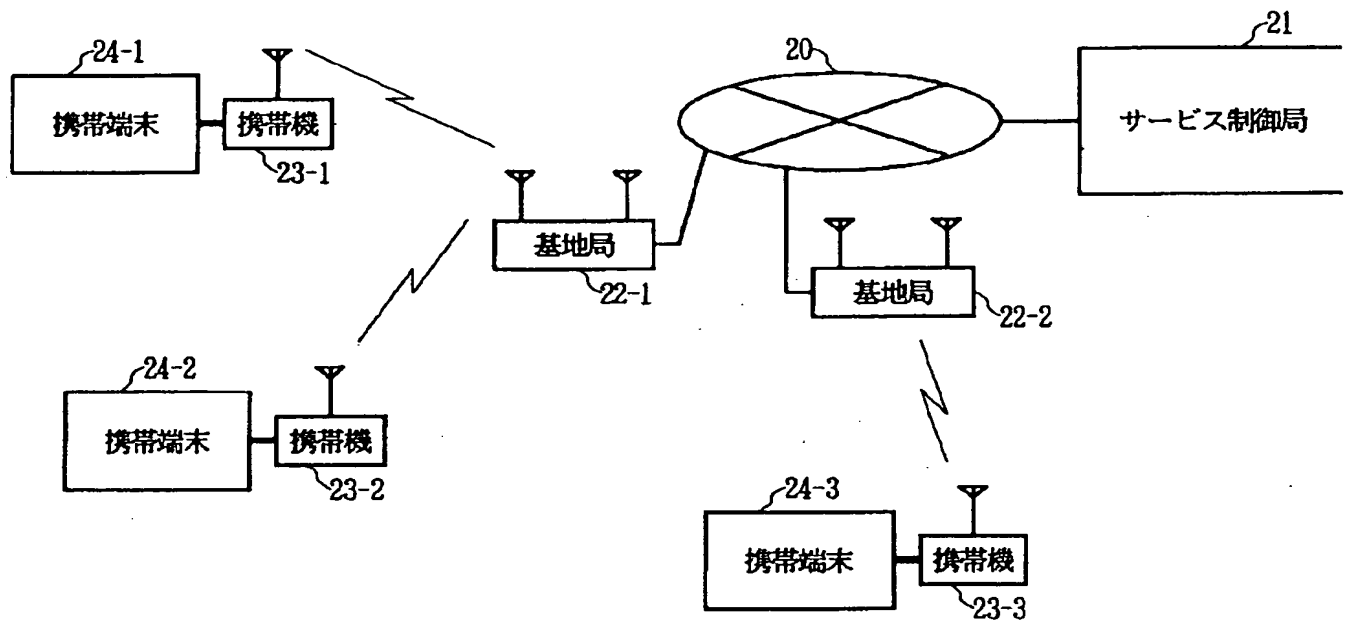 24-1
携帯端末
携帯機
23-1
20
21
サービス制御局
基地局
22-1
基地局
22-2
24-2
携帯端末
携帯機
23-2
24-3
携帯端末
携帯機
23-3